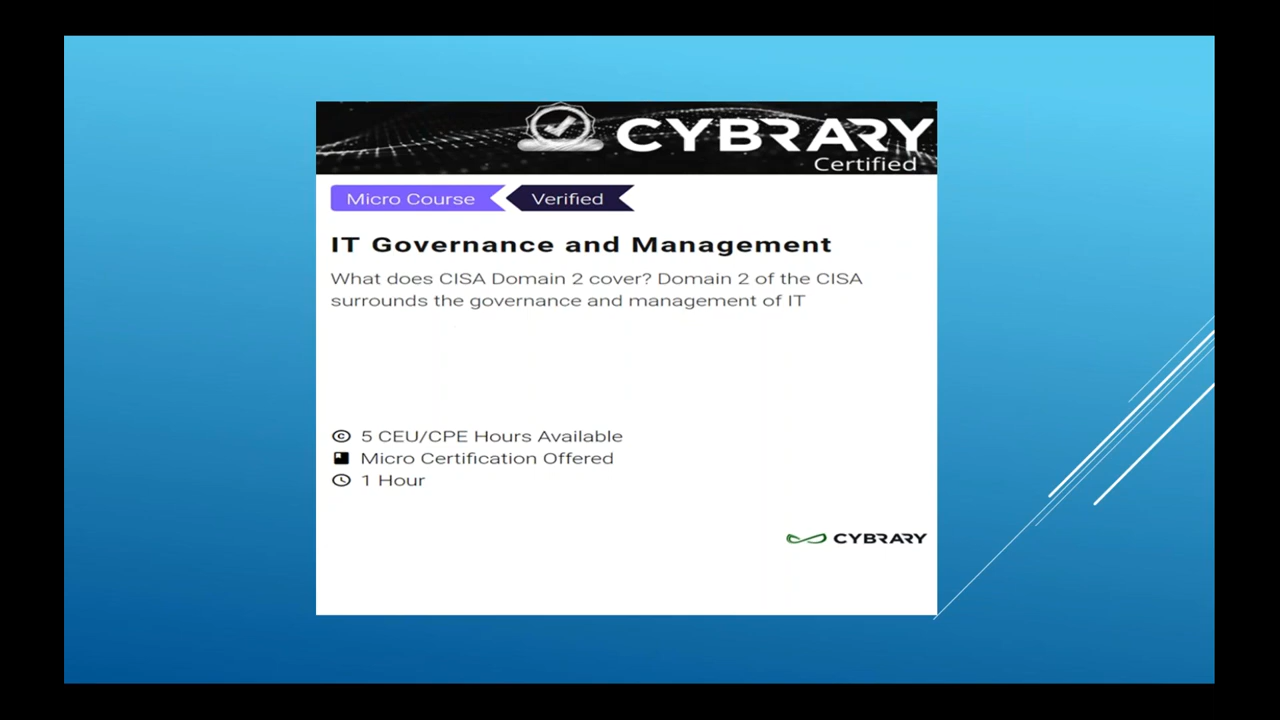 CYBRARY
Certified
Micro Course
Verified
IT Governance and Management
What does CISA Domain 2 cover? Domain 2 of the CISA
surrounds the governance and management of IT
5 CEU/CPE Hours Available
Micro Certification Offered
1 Hour
CYBRARY